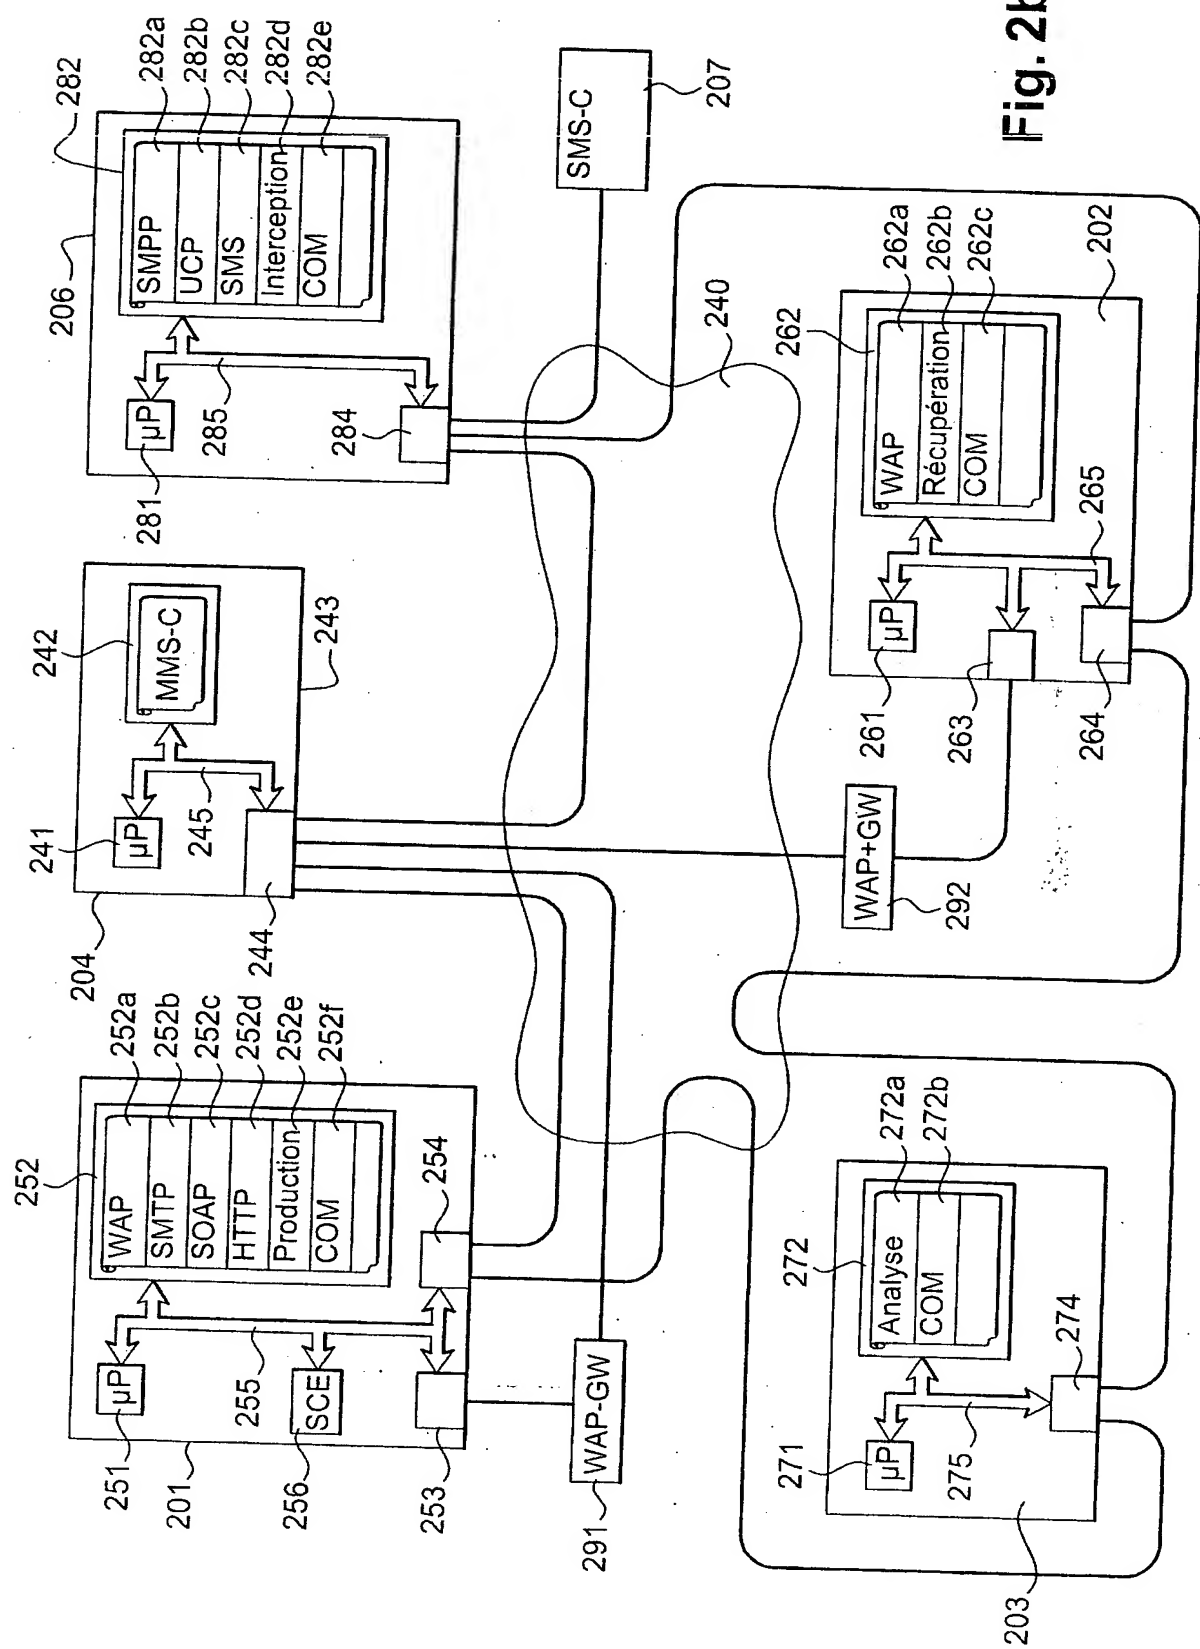 Fig. 2b
206
282
SMPP
282a
UCP
282b
SMS
282c
Interception
282d
COM
282e
µP
281
285
284
SMS-C
207
242
MMS-C
243
241
µP
245
204
244
252
WAP
252a
SMTP
252b
SOAP
252c
HTTP
252d
Production
252e
COM
252f
254
µP
251
255
201
SCE
256
253
WAP-GW
291
240
262
WAP
262a
Récupération
262b
COM
262c
202
265
µP
261
263
264
WAP+GW
292
272
Analyse
272a
COM
272b
274
µP
271
275
203